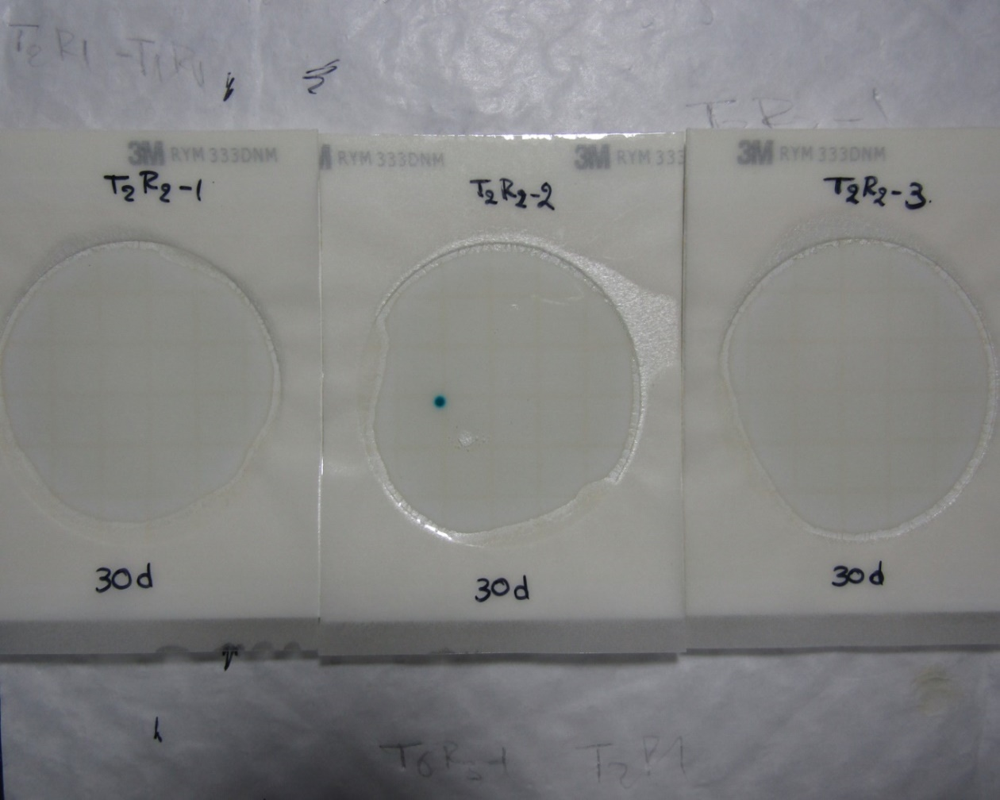 T2R1 - T1R1
3M RYM 333DNM
RYM 333DNM
3M RYM 333
3M RYM 333DNM
T2R2-1
T2R2-2
T2R2-3.
30d
30d
30d
T2R1